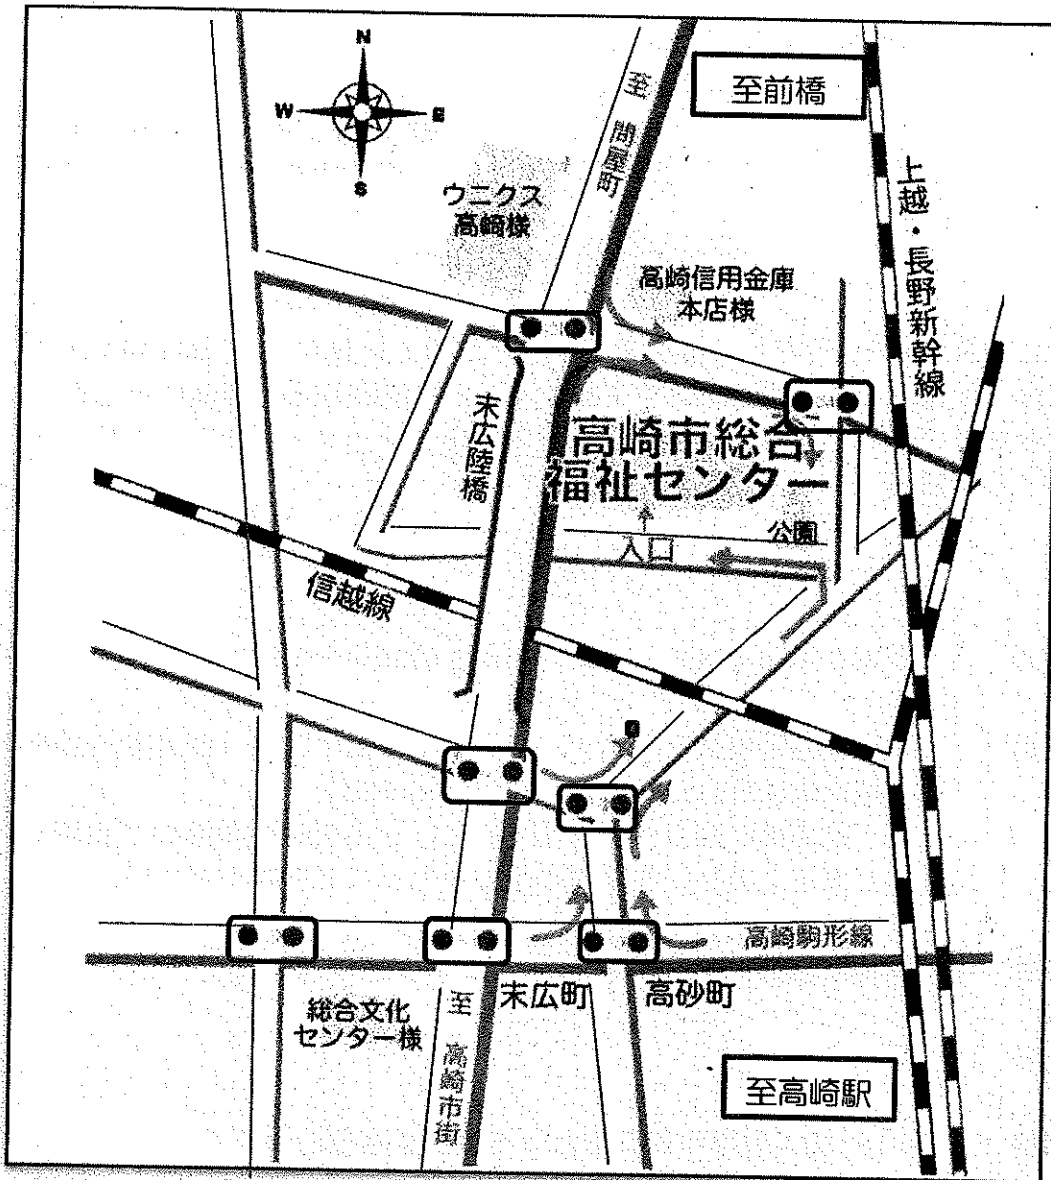 N
W
E
S
至前橋
至 問屋町
上越・長野新幹線
ウニクス
高崎様
高崎信用金庫
本店様
末広陸橋
高崎市総合
福祉センター
公園
入口
信越線
高崎駒形線
末広町
高砂町
総合文化
センター様
至 高崎市街
至高崎駅